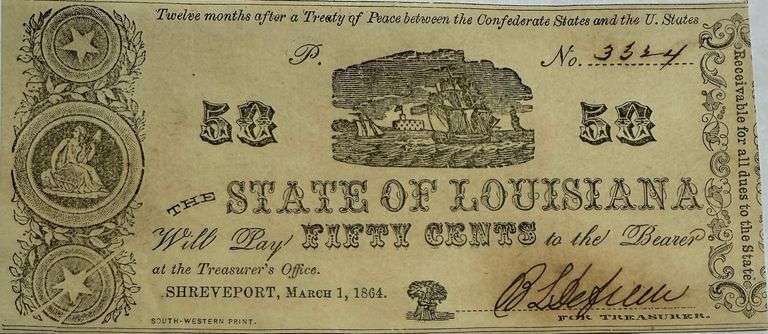 Twelve months after a Treaty of Peace between the Confederate States and the U. States
P.
No. 3324
50
50
THE STATE OF LOUISIANA
Will Pay FIFTY CENTS to the Bearer
at the Treasurer's Office.
SHREVEPORT, MARCH 1, 1864.
FOR TREASURER.
SOUTH-WESTERN PRINT.
Receivable for all dues to the State